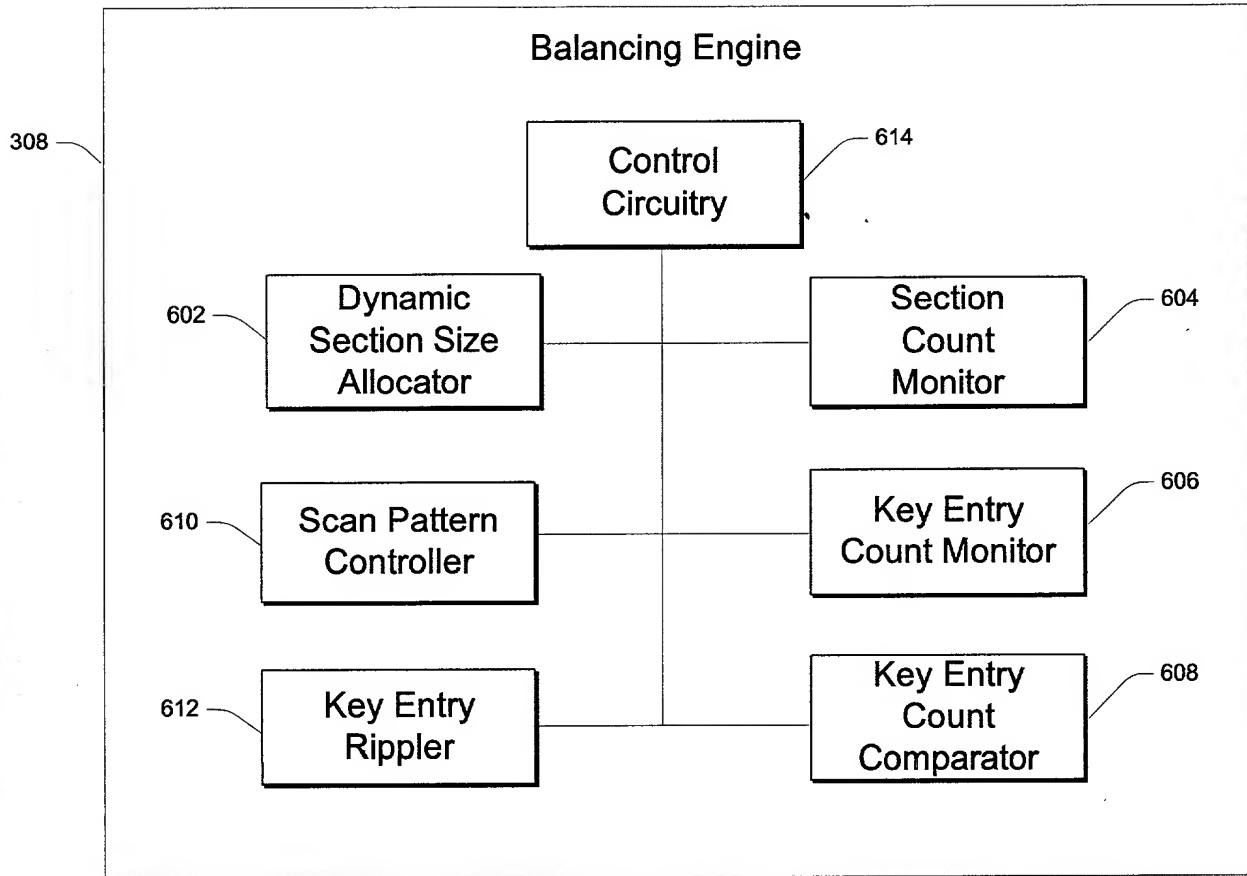 Balancing Engine
308
614
Control
Circuitry
602
Dynamic
Section Size
Allocator
Section
Count
Monitor
604
610
Scan Pattern
Controller
Key Entry
Count Monitor
606
612
Key Entry
Rippler
Key Entry
Count
Comparator
608